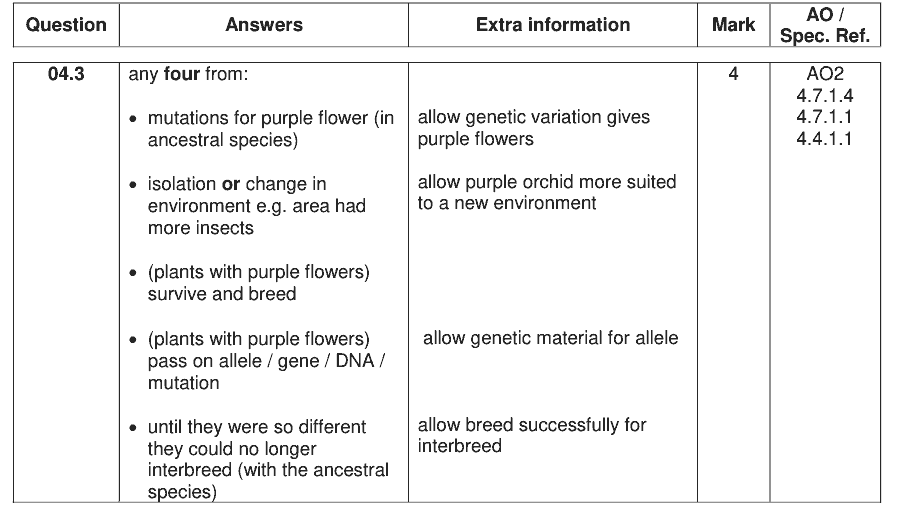 Question Answers Extra information Mark AO /
Spec. Ref.
04.3 any four from: 4 AO2
4.7.1.4
• mutations for purple flower (in allow genetic variation gives 4.7.1.1
ancestral species) purple flowers 4.4.1.1
• isolation or change in allow purple orchid more suited
environment e.g. area had to a new environment
more insects
• (plants with purple flowers)
survive and breed
• (plants with purple flowers) allow genetic material for allele
pass on allele / gene / DNA /
mutation
• until they were so different allow breed successfully for
they could no longer interbreed
interbreed (with the ancestral
species)